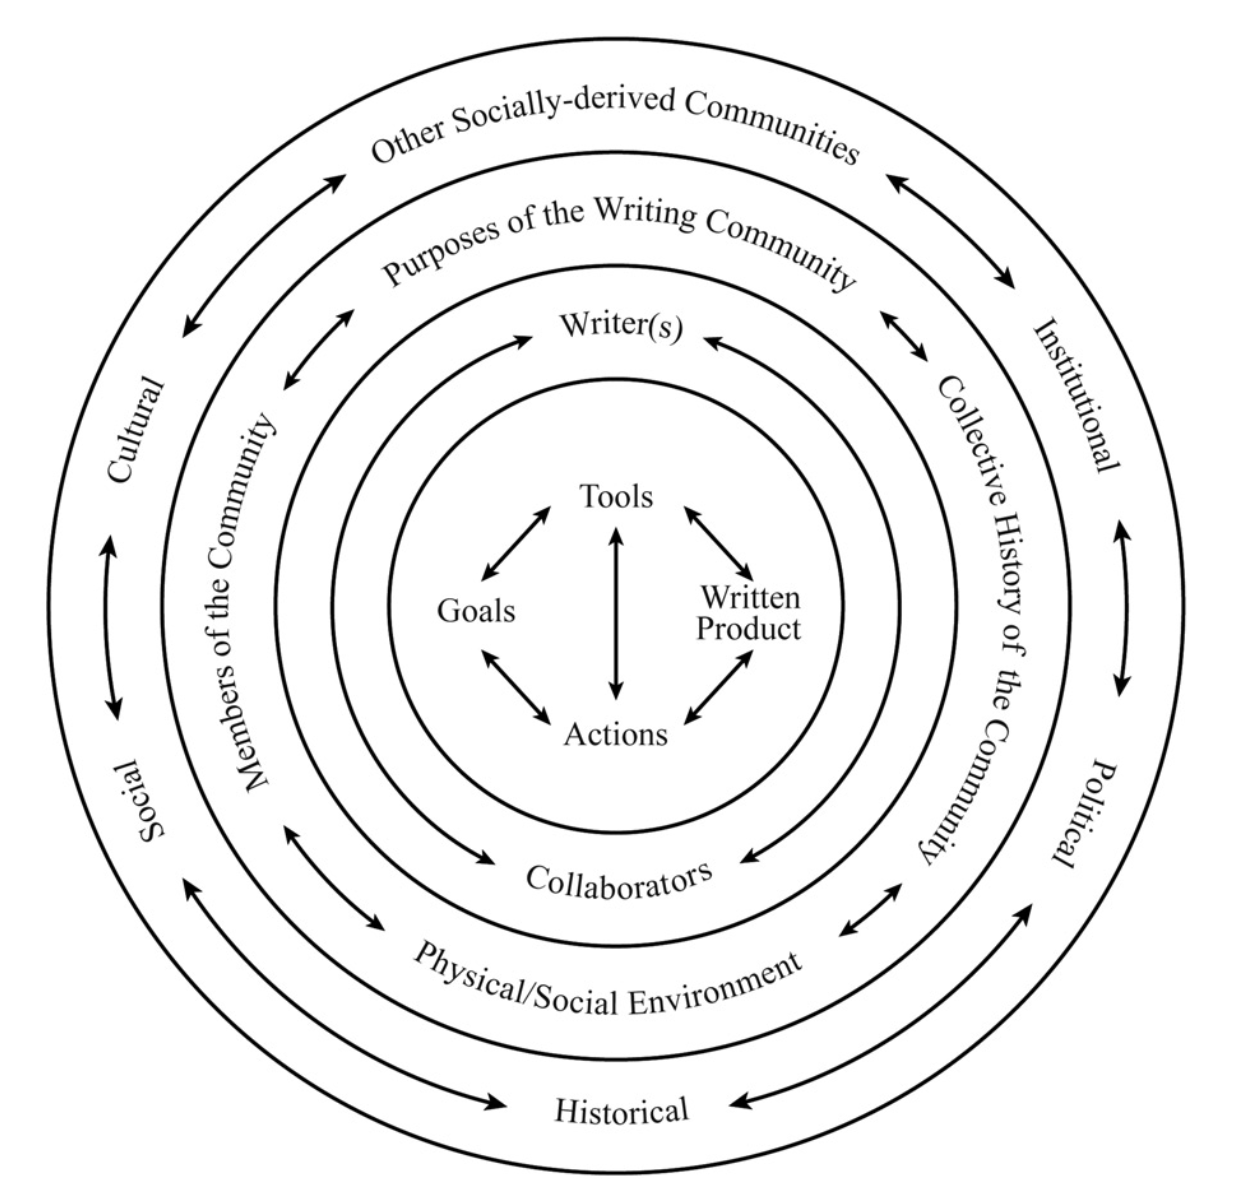 Other Socially-derived Communities
Institutional
Political
Historical
Social
Cultural
Purposes of the Writing Community
Collective History of the Community
Physical/Social Environment
Members of the Community
Writer(s)
Collaborators
Tools
Goals
Written
Product
Actions